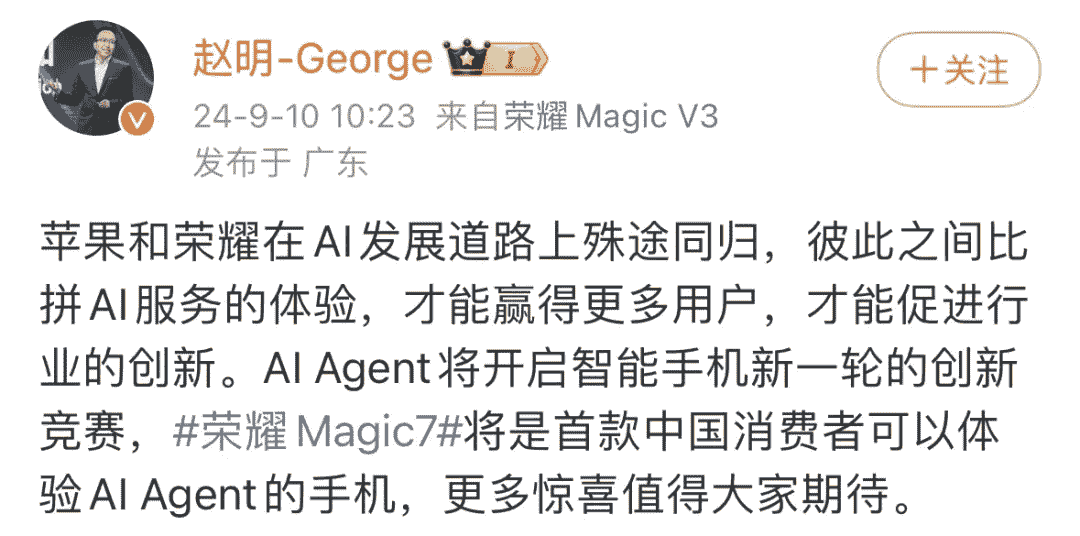 赵明-George I
+关注
24-9-10 10:23 来自荣耀Magic V3
发布于 广东
苹果和荣耀在AI发展道路上殊途同归，彼此之间比
拼AI服务的体验，才能赢得更多用户，才能促进行
业的创新。AI Agent将开启智能手机新一轮的创新
竞赛，#荣耀Magic7#将是首款中国消费者可以体
验AI Agent的手机，更多惊喜值得大家期待。